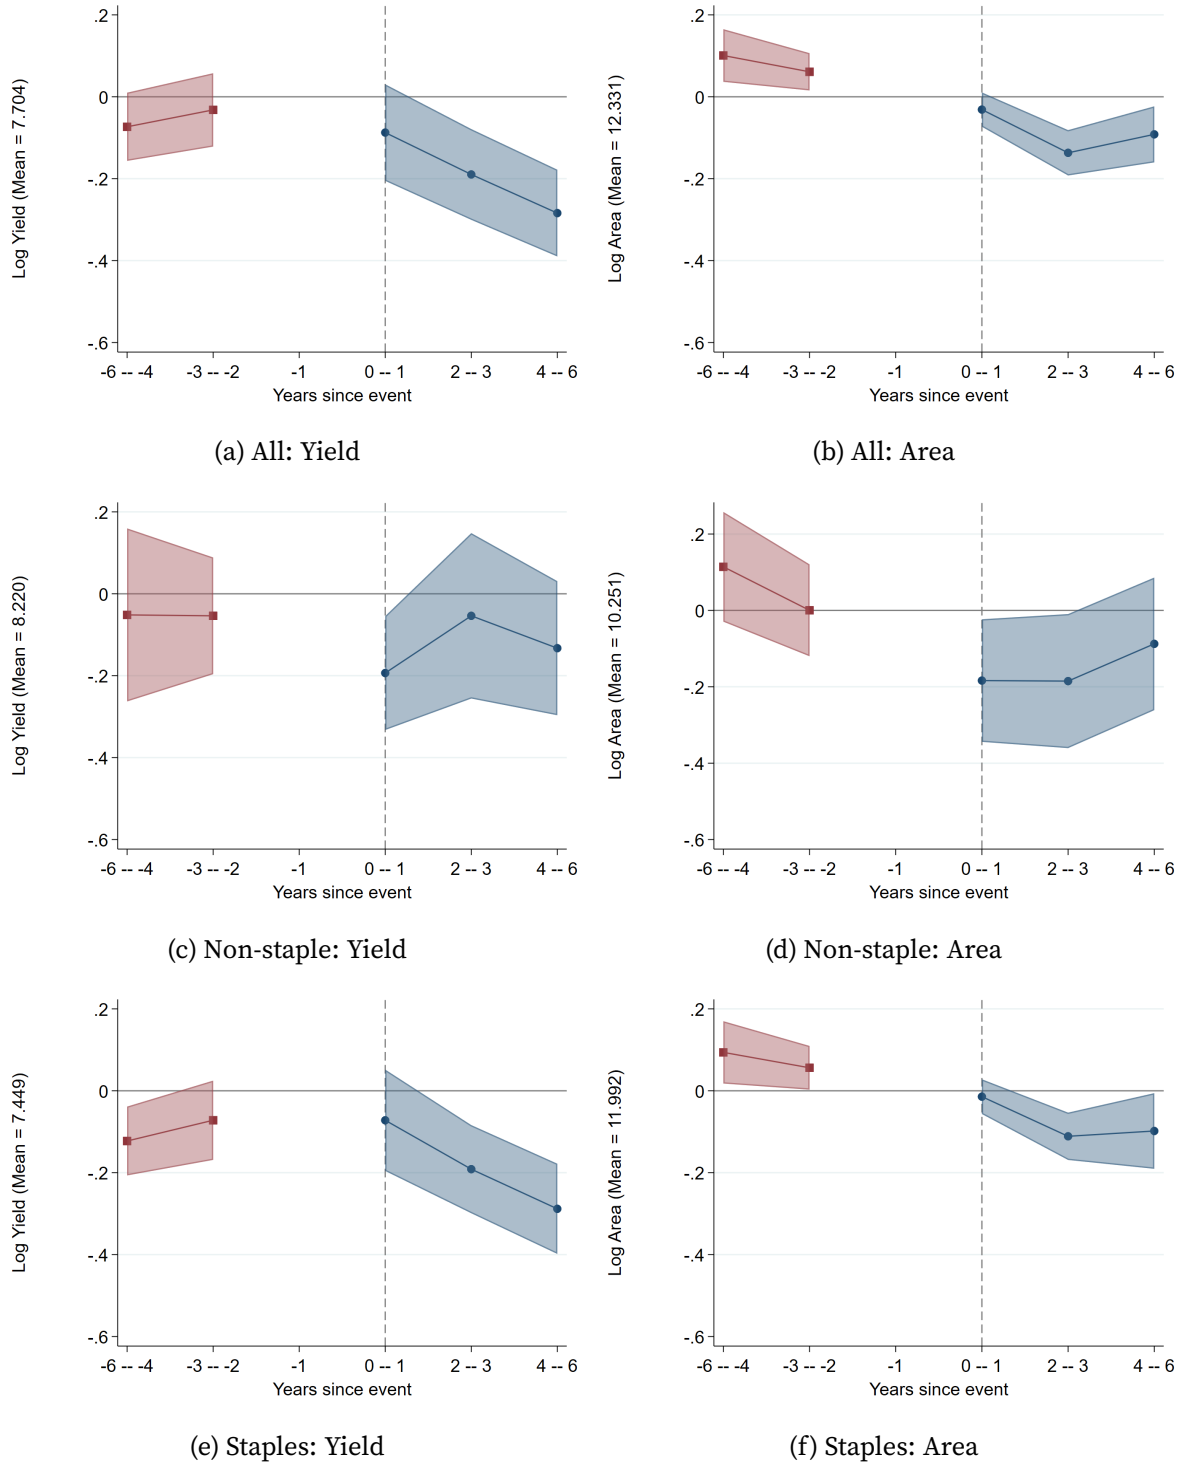 Log Yield (Mean = 7.704)
.2
0
-.2
-.4
-.6
-6 -- -4 -3 -- -2 -1 0 -- 1 2 -- 3 4 -- 6
Years since event
(a) All: Yield
Log Area (Mean = 12.331)
.2
0
-.2
-.4
-.6
-6 -- -4 -3 -- -2 -1 0 -- 1 2 -- 3 4 -- 6
Years since event
(b) All: Area
Log Yield (Mean = 8.220)
.2
0
-.2
-.4
-.6
-6 -- -4 -3 -- -2 -1 0 -- 1 2 -- 3 4 -- 6
Years since event
(c) Non-staple: Yield
Log Area (Mean = 10.251)
.2
0
-.2
-.4
-.6
-6 -- -4 -3 -- -2 -1 0 -- 1 2 -- 3 4 -- 6
Years since event
(d) Non-staple: Area
Log Yield (Mean = 7.449)
.2
0
-.2
-.4
-.6
-6 -- -4 -3 -- -2 -1 0 -- 1 2 -- 3 4 -- 6
Years since event
(e) Staples: Yield
Log Area (Mean = 11.992)
.2
0
-.2
-.4
-.6
-6 -- -4 -3 -- -2 -1 0 -- 1 2 -- 3 4 -- 6
Years since event
(f) Staples: Area